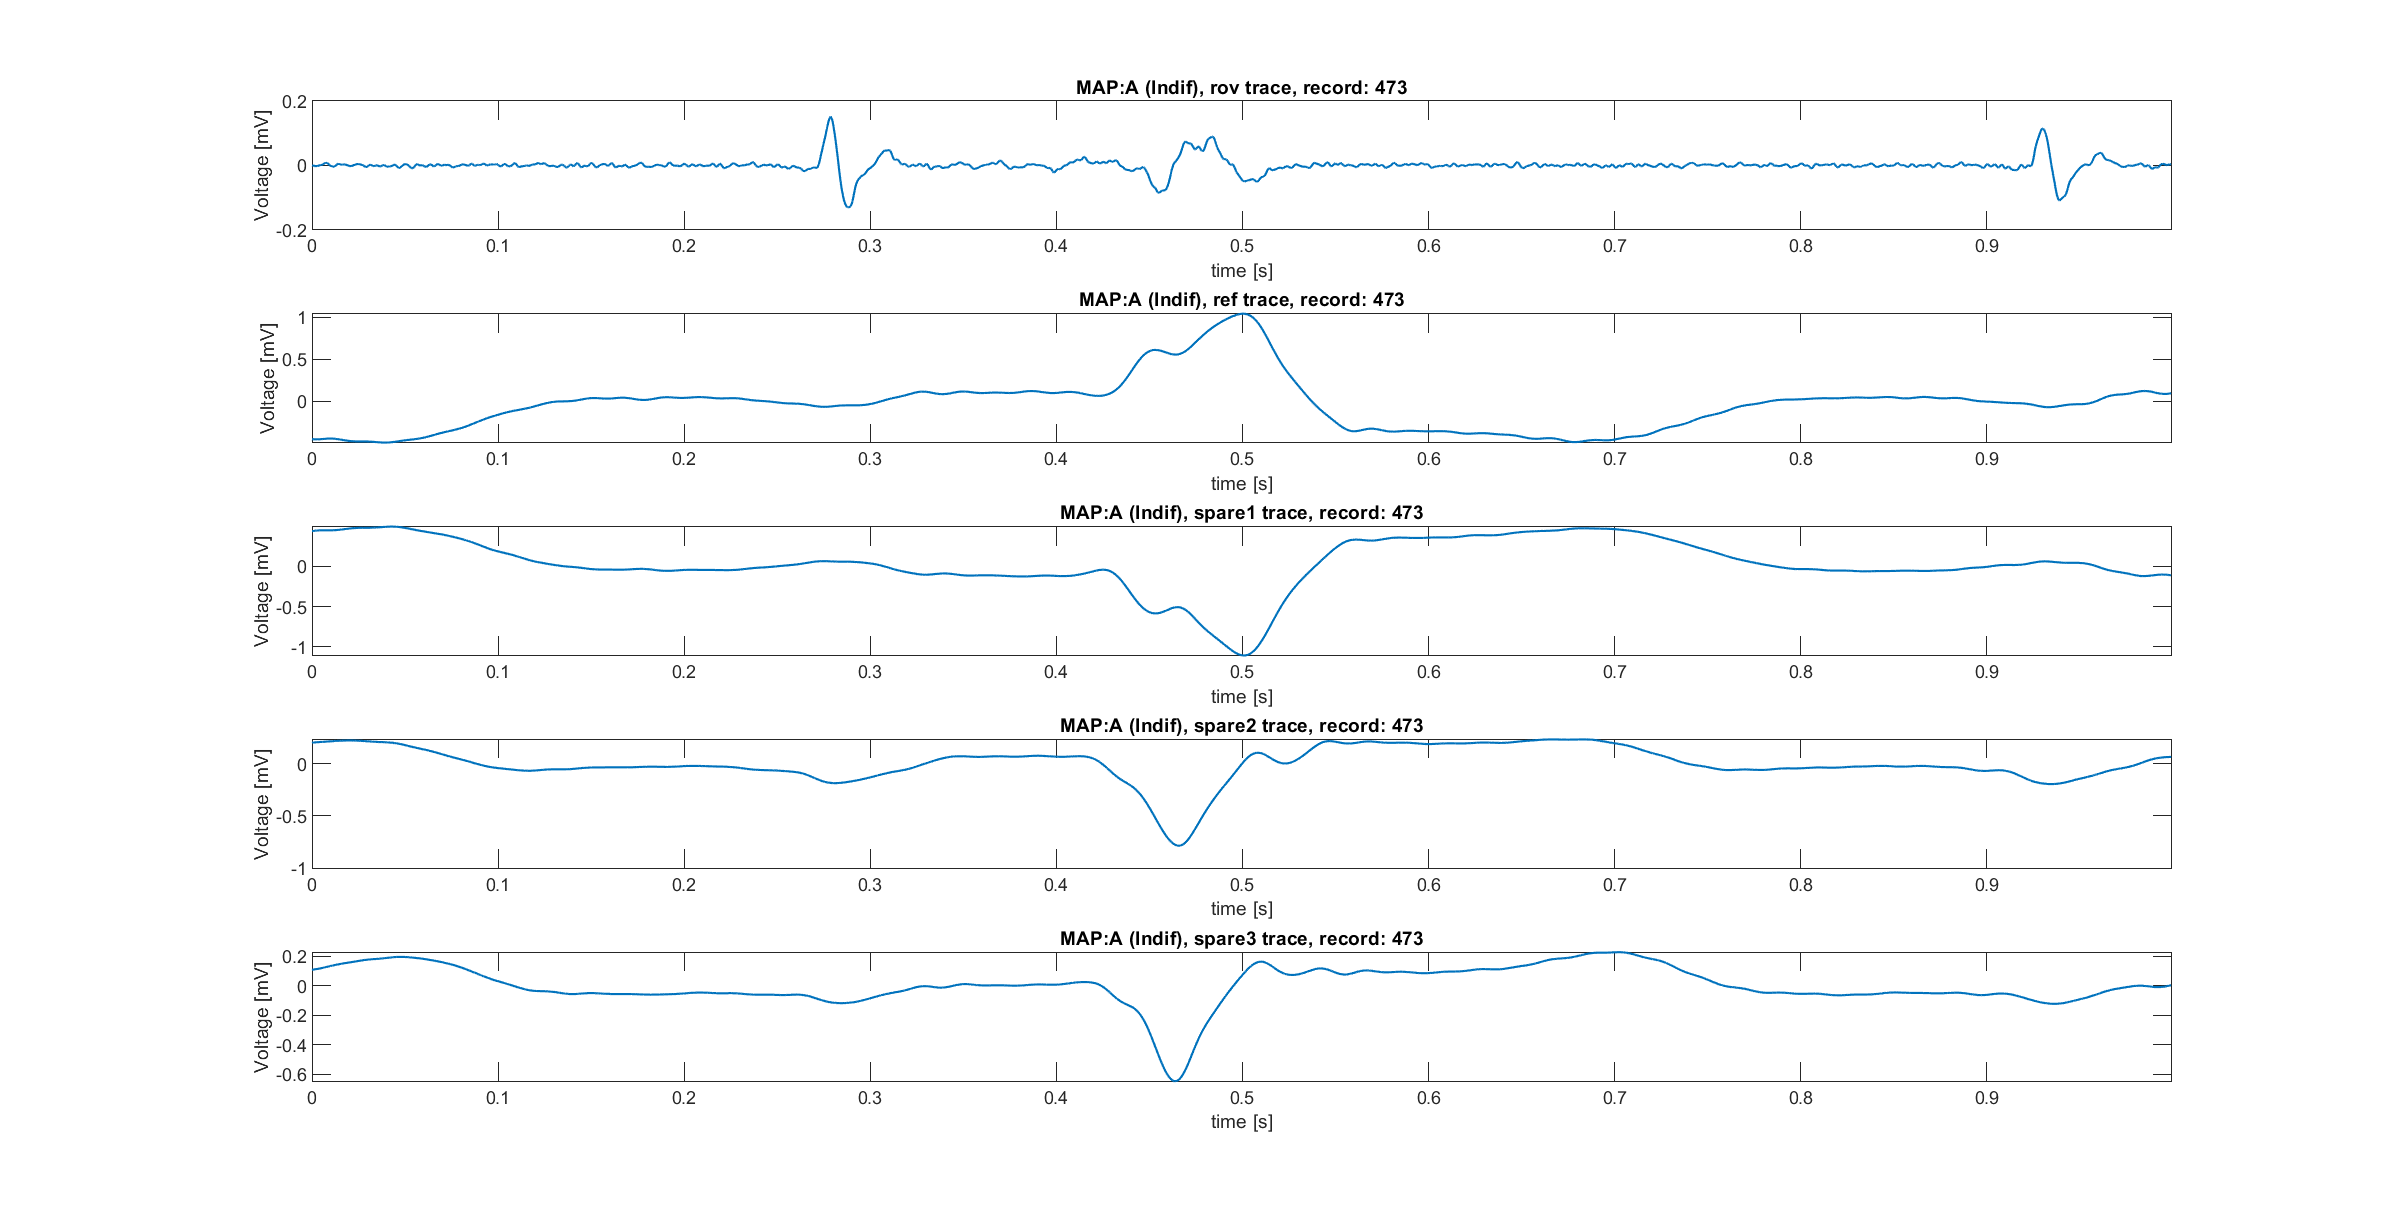 MAP:A (Indif), rov trace, record: 473
Voltage [mV]
0.2
0
-0.2
0 0.1 0.2 0.3 0.4 0.5 0.6 0.7 0.8 0.9
time [s]
MAP:A (Indif), ref trace, record: 473
Voltage [mV]
1
0.5
0
0 0.1 0.2 0.3 0.4 0.5 0.6 0.7 0.8 0.9
time [s]
MAP:A (Indif), spare1 trace, record: 473
Voltage [mV]
0
-0.5
-1
0 0.1 0.2 0.3 0.4 0.5 0.6 0.7 0.8 0.9
time [s]
MAP:A (Indif), spare2 trace, record: 473
Voltage [mV]
0
-0.5
-1
0 0.1 0.2 0.3 0.4 0.5 0.6 0.7 0.8 0.9
time [s]
MAP:A (Indif), spare3 trace, record: 473
Voltage [mV]
0.2
0
-0.2
-0.4
-0.6
0 0.1 0.2 0.3 0.4 0.5 0.6 0.7 0.8 0.9
time [s]